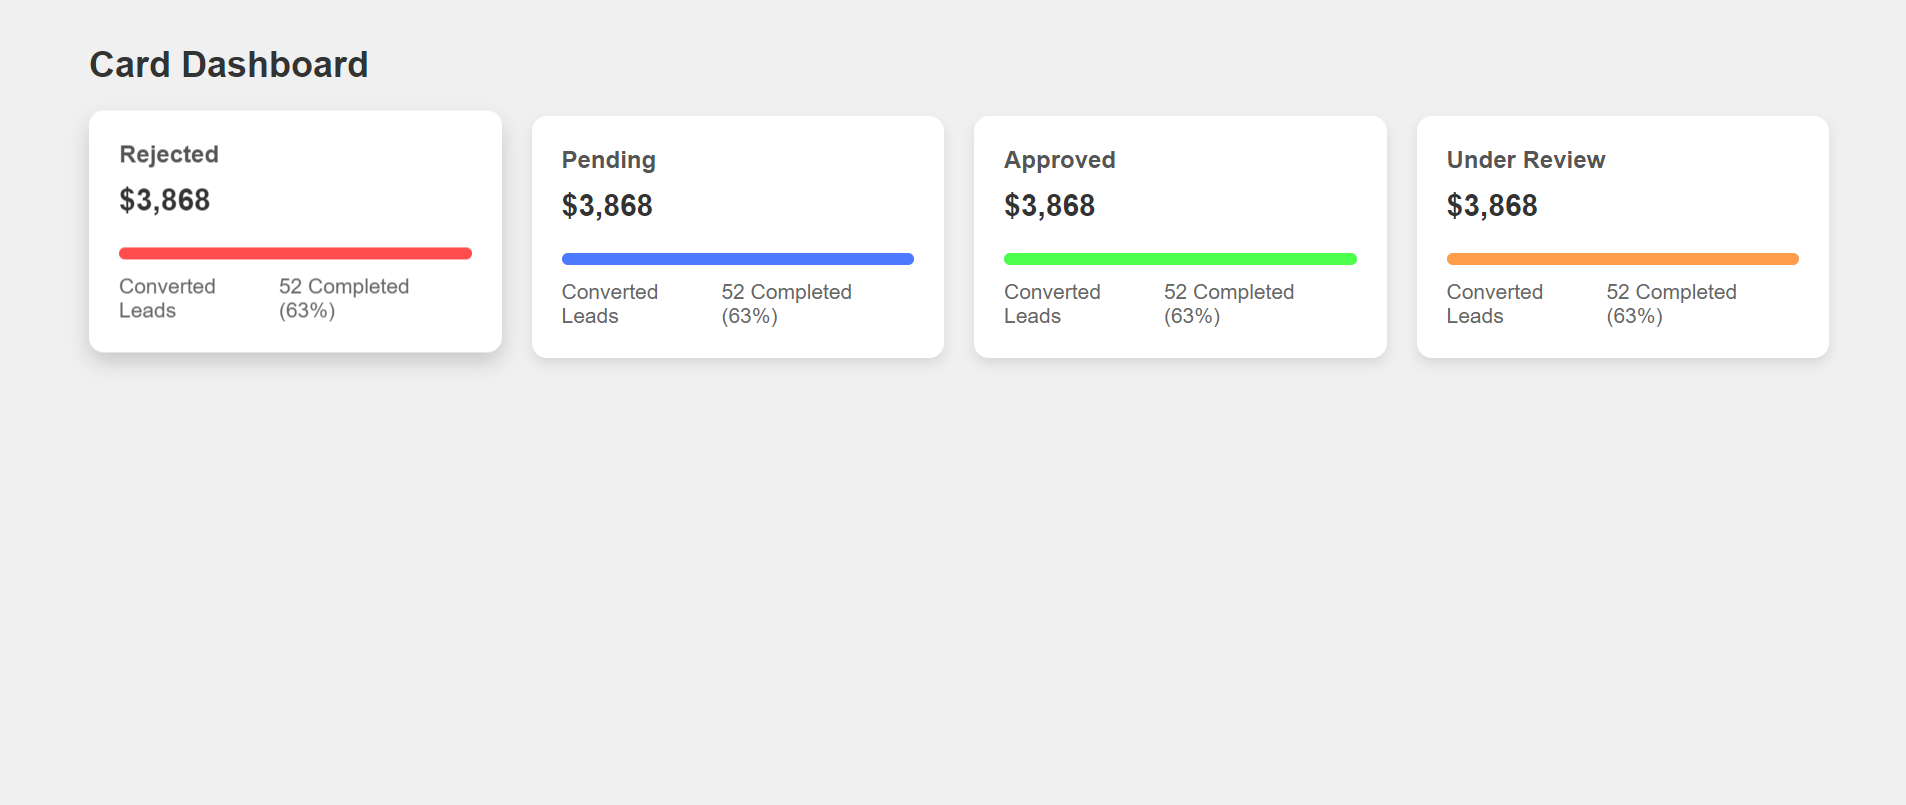 Card Dashboard
Rejected
$3,868
Converted
Leads
52 Completed
(63%)
Pending
$3,868
Converted
Leads
52 Completed
(63%)
Approved
$3,868
Converted
Leads
52 Completed
(63%)
Under Review
$3,868
Converted
Leads
52 Completed
(63%)